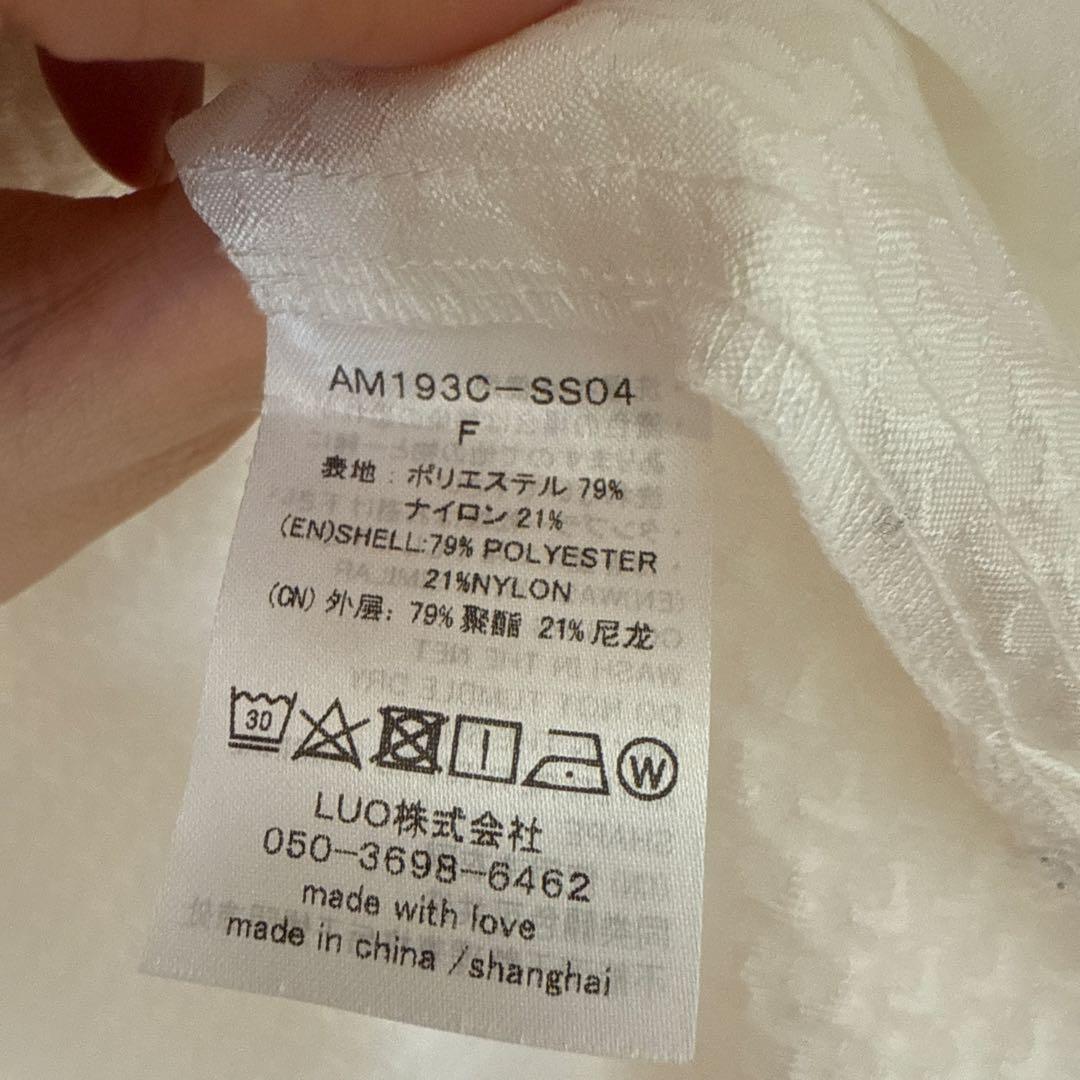 AM193C-SS04
F
表地：ポリエステル 79%
ナイロン 21%
(EN)SHELL:79% POLYESTER
21%NYLON
(CN) 外层: 79% 聚酯 21% 尼龙
30
W
LUO株式会社
050-3698-6462
made with love
made in china /shanghai